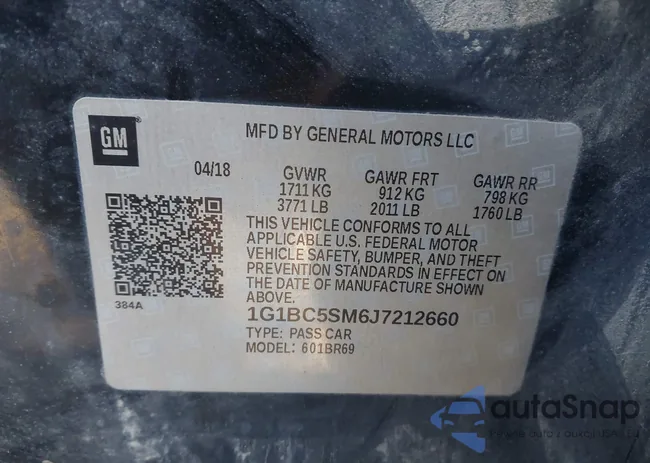 GM
MFD BY GENERAL MOTORS LLC
04/18 GVWR GAWR FRT GAWR RR
1711 KG 912 KG 798 KG
3771 LB 2011 LB 1760 LB
THIS VEHICLE CONFORMS TO ALL
APPLICABLE U.S. FEDERAL MOTOR
VEHICLE SAFETY, BUMPER, AND THEFT
PREVENTION STANDARDS IN EFFECT ON
THE DATE OF MANUFACTURE SHOWN
ABOVE.
384A
1G1BC5SM6J7212660
TYPE: PASS CAR
MODEL: 601BR69
autaSnap